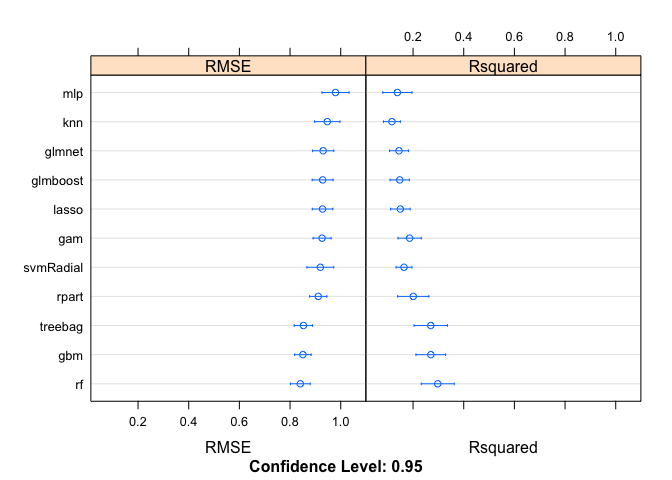 0.2 0.4 0.6 0.8 1.0
RMSE Rsquared
mlp
knn
glmnet
glmboost
lasso
gam
svmRadial
rpart
treebag
gbm
rf
0.2 0.4 0.6 0.8 1.0
RMSE Rsquared
Confidence Level: 0.95